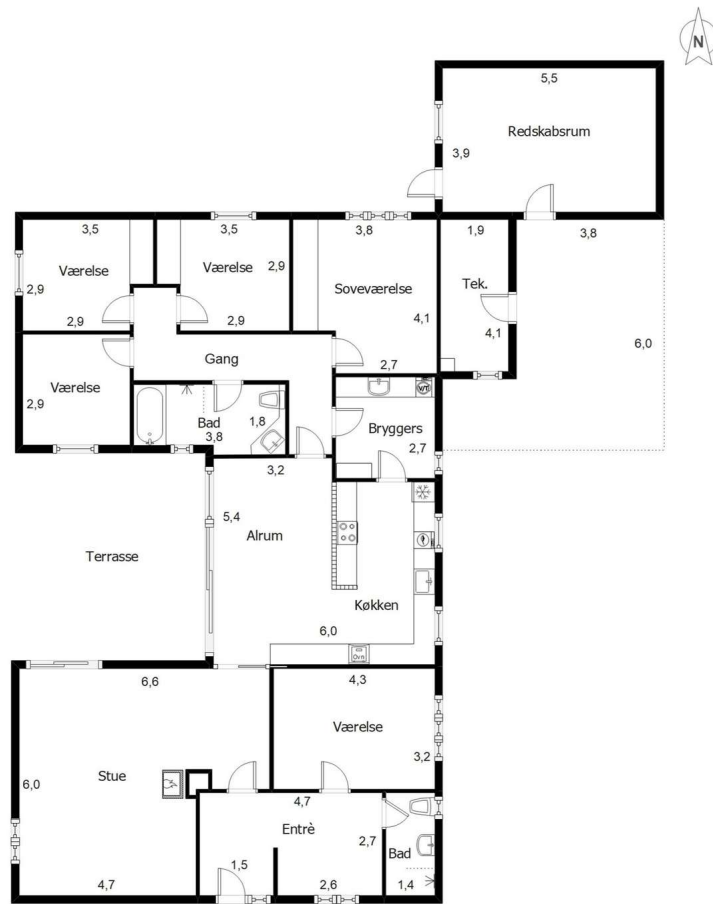 N
5,5
Redskabsrum
3,9
3,5
Værelse
2,9
2,9
3,5
Værelse
2,9
2,9
3,8
Soveværelse
4,1
2,7
1,9
Tek.
4,1
3,8
6,0
Gang
Værelse
2,9
Bad
1,8
3,8
V/T
Bryggers
2,7
3,2
5,4
Alrum
Terrasse
Køkken
6,0
Ovn
6,6
Stue
6,0
4,7
4,3
Værelse
3,2
4,7
Entrè
2,7
1,5
2,6
Bad
1,4